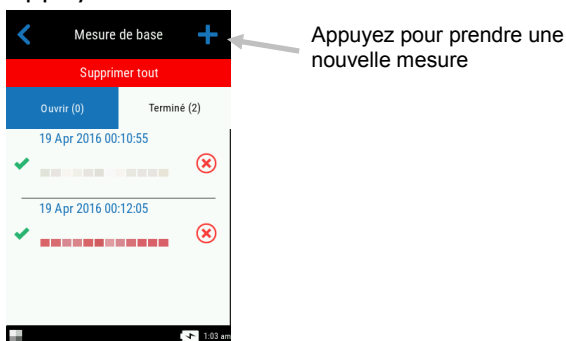 Mesure de base
Appuyez pour prendre une
nouvelle mesure
Supprimer tout
Ouvrir (0) Terminé (2)
19 Apr 2016 00:10:55
19 Apr 2016 00:12:05
1:03 am